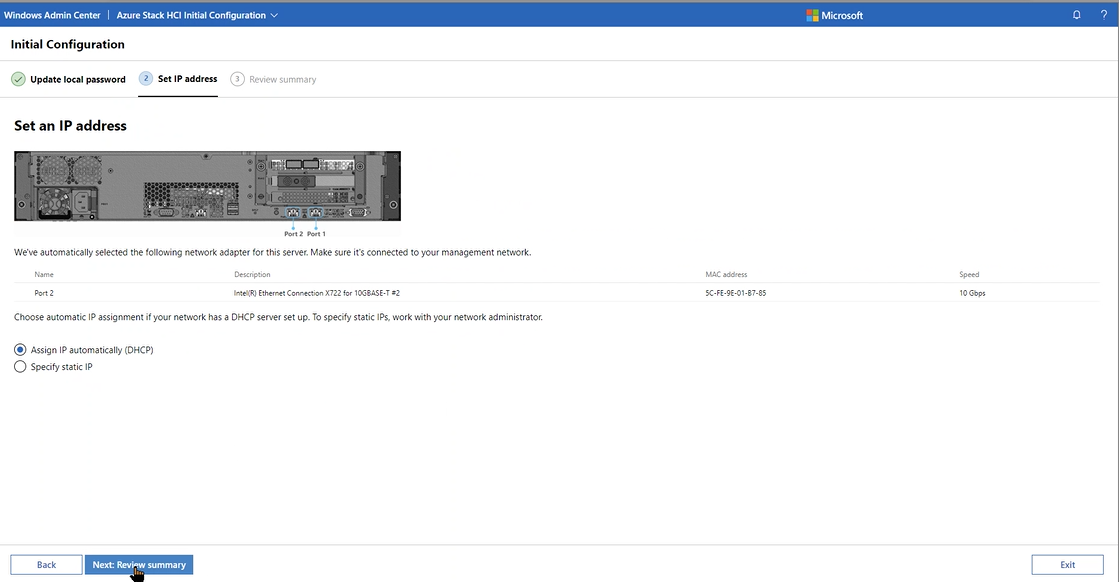 Windows Admin Center | Azure Stack HCI Initial Configuration
Microsoft
?
Initial Configuration
Update local password
2 Set IP address
3 Review summary
Set an IP address
Port 2 Port 1
We've automatically selected the following network adapter for this server. Make sure it's connected to your management network.
Name Description MAC address Speed
Port 2 Intel(R) Ethernet Connection X722 for 10GBASE-T #2 5C-FE-9E-01-B7-85 10 Gbps
Choose automatic IP assignment if your network has a DHCP server set up. To specify static IPs, work with your network administrator.
Assign IP automatically (DHCP)
Specify static IP
Back Next: Review summary Exit